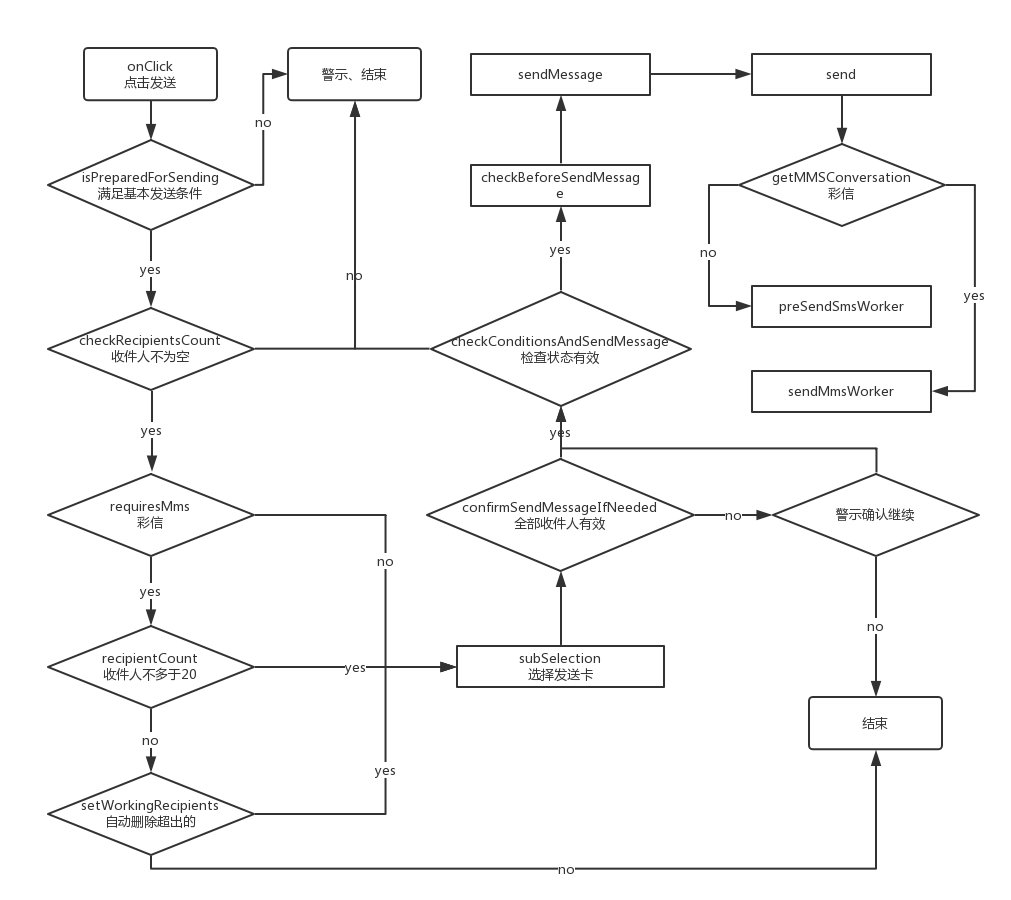 onClick
点击发送
警示、结束
no
isPreparedForSending
满足基本发送条件
yes
no
checkRecipientsCount
收件人不为空
yes
requiresMms
彩信
no
yes
recipientCount
收件人不多于20
yes
no
yes
setWorkingRecipients
自动删除超出的
no
sendMessage
send
checkBeforeSendMessag
e
yes
getMMSConversation
彩信
no
yes
preSendSmsWorker
sendMmsWorker
checkConditionsAndSendMessage
检查状态有效
yes
confirmSendMessageIfNeeded
全部收件人有效
no
警示确认继续
no
subSelection
选择发送卡
结束